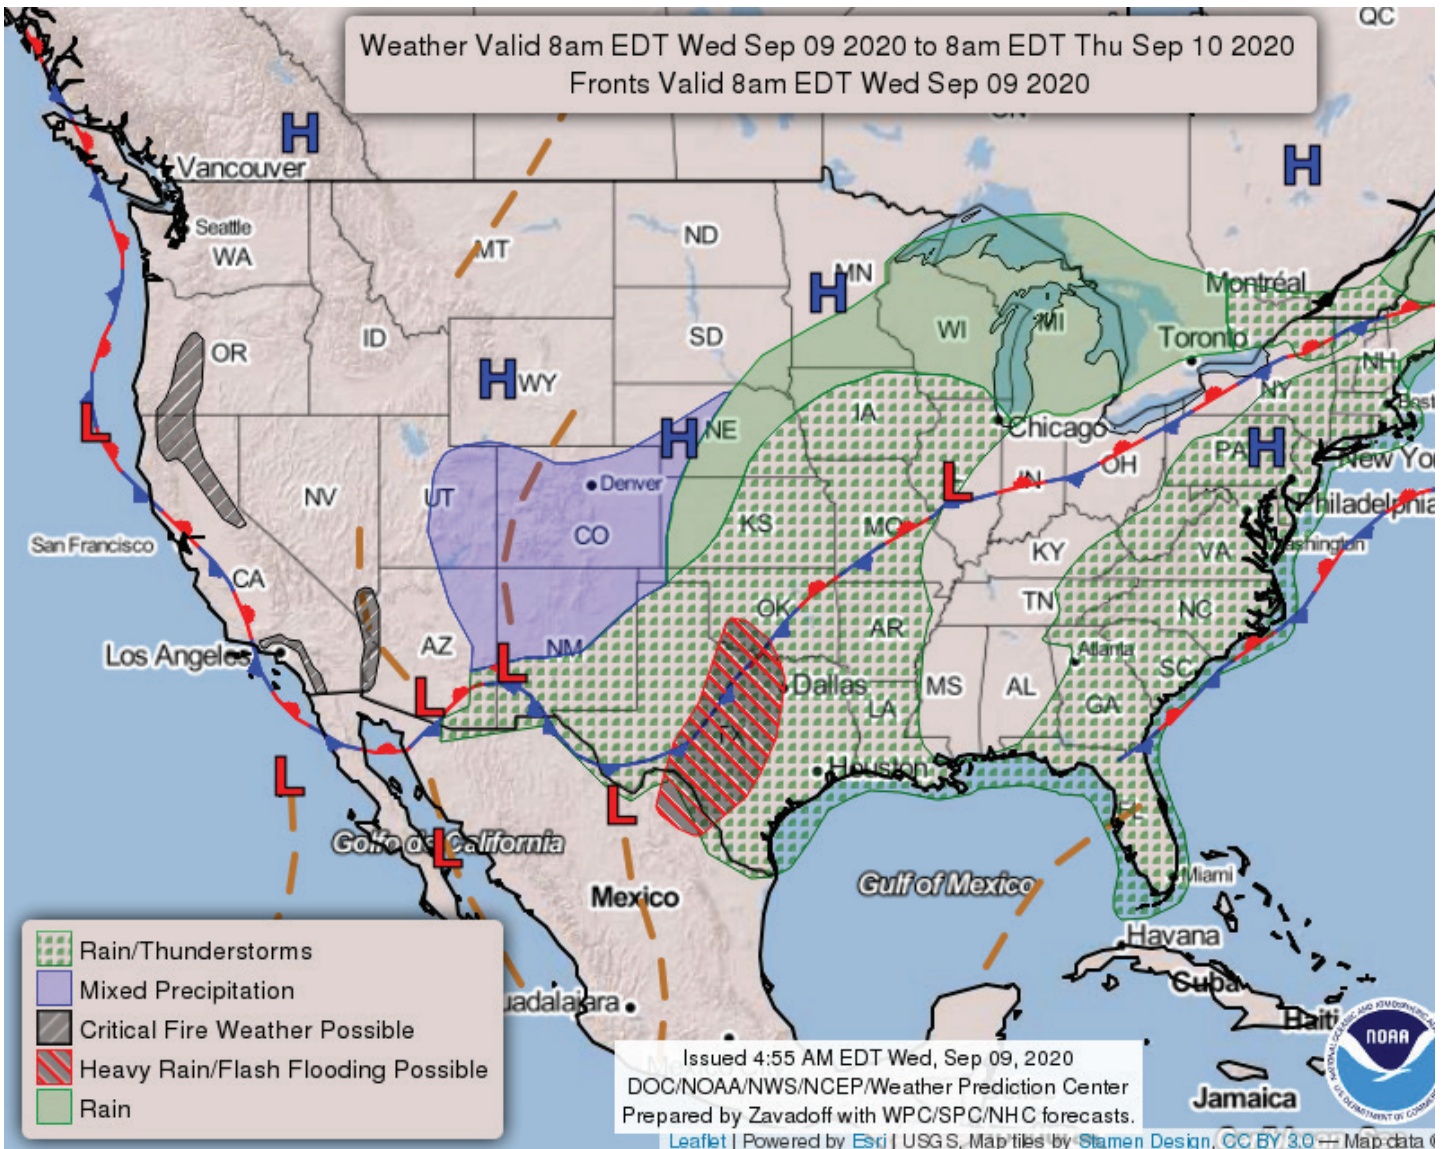 Weather Valid 8am EDT Wed Sep 09 2020 to 8am EDT Thu Sep 10 2020
Fronts Valid 8am EDT Wed Sep 09 2020
QC
H
H
Vancouver
Seattle
WA
MT
ND
MN
H
Montréal
OR
ID
SD
WI
MI
Toronto
H
WY
NH
NY
L
IA
NE
H
Chicago
PA
H
New Yo
NV
UT
Denver
L
IN
OH
Philadelphia
CO
KS
MO
San Francisco
CA
KY
VA
ashington
TN
NC
OK
AR
Los Angeles
AZ
NM
L
Atlanta
SC
L
Dallas
MS
AL
GA
LA
TX
L
Houston
L
FL
Golfo de California
L
Mexico
Gulf of Mexico
Miami
Havana
Cuba
uadalajara
Haiti
NOAA
Jamaica
Rain/Thunderstorms
Mixed Precipitation
Critical Fire Weather Possible
Heavy Rain/Flash Flooding Possible
Rain
Issued 4:55 AM EDT Wed, Sep 09, 2020
DOC/NOAA/NWS/NCEP/Weather Prediction Center
Prepared by Zavadoff with WPC/SPC/NHC forecasts.
Leaflet | Powered by Esri | USGS, Map tiles by Stamen Design, CC BY 3.0 — Map data ©